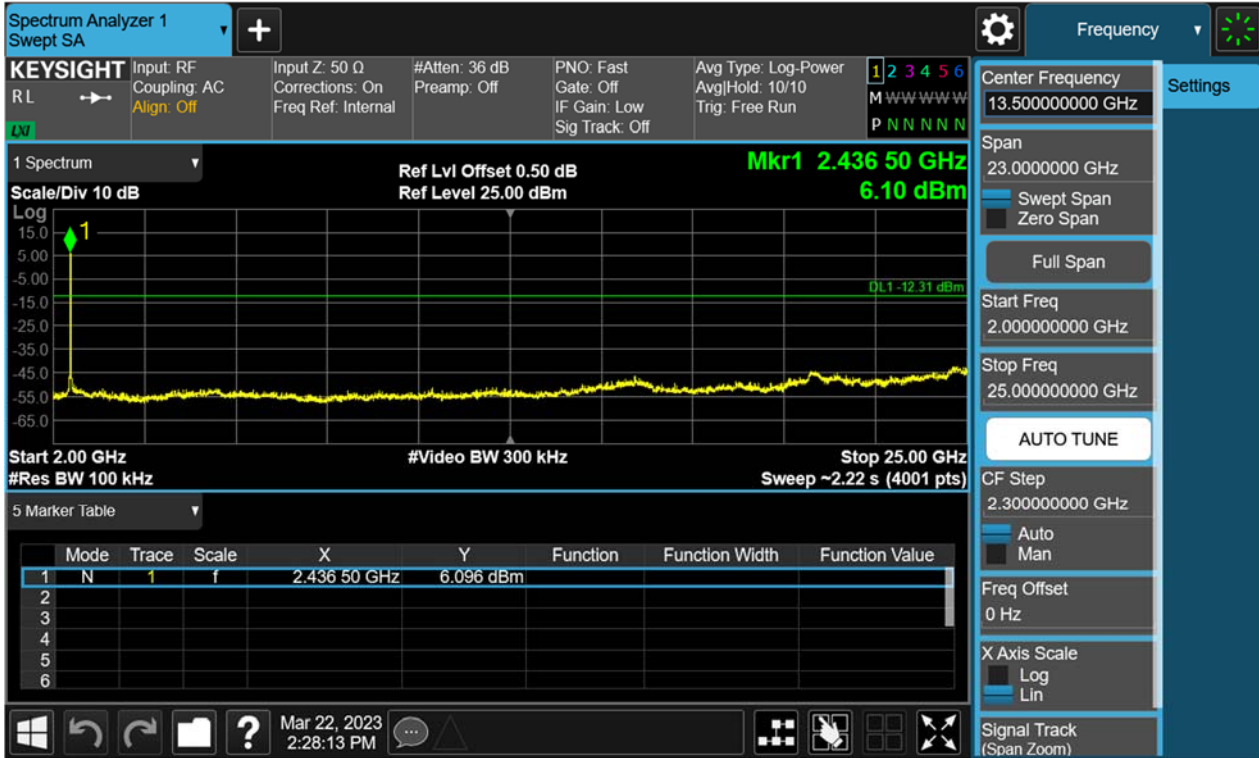 Spectrum Analyzer 1
Swept SA
Frequency
KEYSIGHT
RL
LXI
Input: RF
Coupling: AC
Align: Off
Input Z: 50 Ω
Corrections: On
Freq Ref: Internal
#Atten: 36 dB
Preamp: Off
PNO: Fast
Gate: Off
IF Gain: Low
Sig Track: Off
Avg Type: Log-Power
Avg|Hold: 10/10
Trig: Free Run
1 2 3 4 5 6
M W W W W W
P N N N N N
1 Spectrum
Scale/Div 10 dB
Ref Lvl Offset 0.50 dB
Ref Level 25.00 dBm
Mkr1 2.436 50 GHz
6.10 dBm
Log
15.0
5.00
-5.00
-15.0
-25.0
-35.0
-45.0
-55.0
-65.0
1
DL1 -12.31 dBm
Start 2.00 GHz
#Res BW 100 kHz
#Video BW 300 kHz
Stop 25.00 GHz
Sweep ~2.22 s (4001 pts)
5 Marker Table
Mode Trace Scale X Y Function Function Width Function Value
1 N 1 f 2.436 50 GHz 6.096 dBm
2
3
4
5
6
?
Mar 22, 2023
2:28:13 PM
Center Frequency
13.500000000 GHz
Settings
Span
23.0000000 GHz
Swept Span
Zero Span
Full Span
Start Freq
2.000000000 GHz
Stop Freq
25.000000000 GHz
AUTO TUNE
CF Step
2.300000000 GHz
Auto
Man
Freq Offset
0 Hz
X Axis Scale
Log
Lin
Signal Track
(Span Zoom)